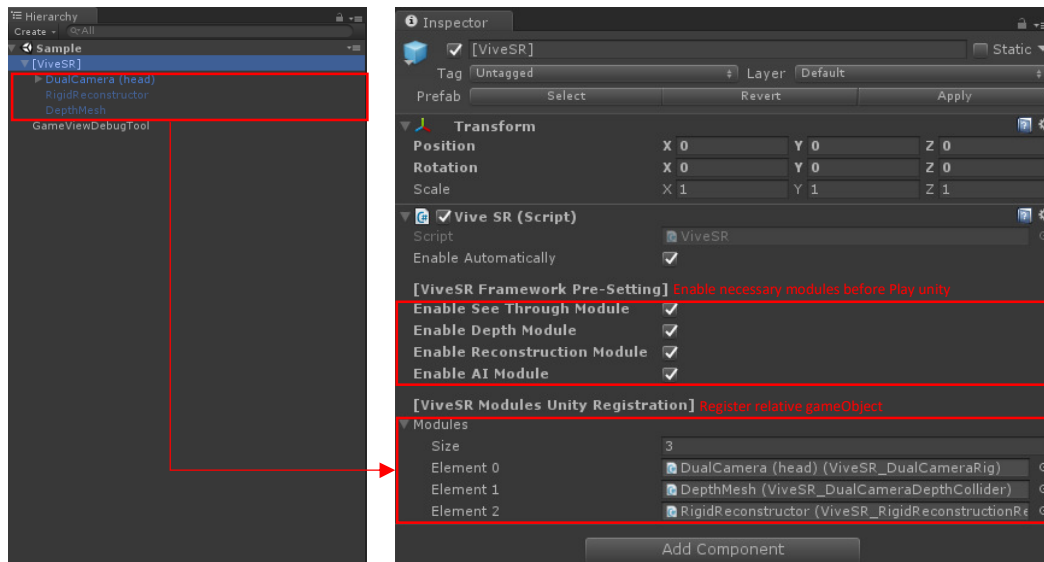 Hierarchy
Create
All
Sample
[ViveSR]
DualCamera (head)
RigidReconstructor
DepthMesh
GameViewDebugTool
Inspector
[ViveSR] Static
Tag Untagged Layer Default
Prefab Select Revert Apply
Transform
Position X 0 Y 0 Z 0
Rotation X 0 Y 0 Z 0
Scale X 1 Y 1 Z 1
Vive SR (Script)
Script ViveSR
Enable Automatically
[ViveSR Framework Pre-Setting] Enable necessary modules before Play unity
Enable See Through Module
Enable Depth Module
Enable Reconstruction Module
Enable AI Module
[ViveSR Modules Unity Registration] Register relative gameObject
Modules
Size 3
Element 0 DualCamera (head) (ViveSR_DualCameraRig)
Element 1 DepthMesh (ViveSR_DualCameraDepthCollider)
Element 2 RigidReconstructor (ViveSR_RigidReconstructionRe
Add Component